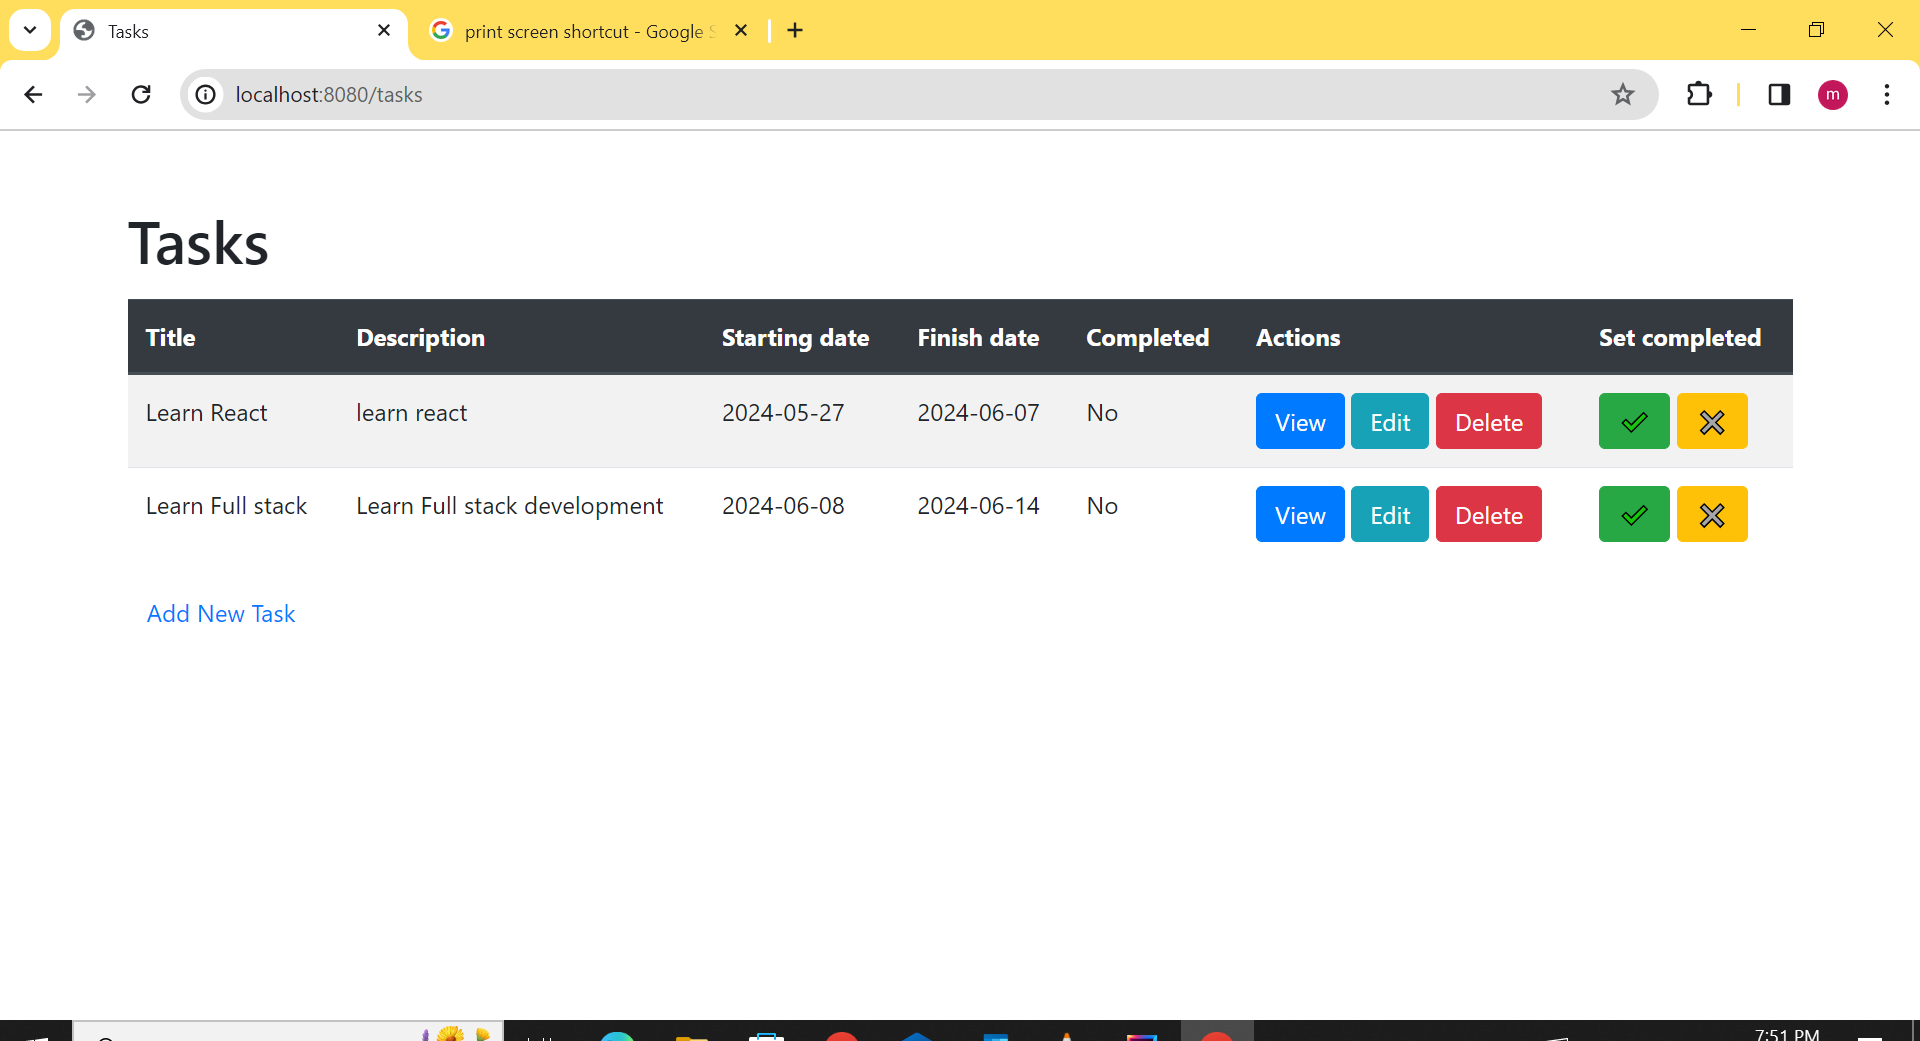 Tasks
print screen shortcut - Google
localhost:8080/tasks
m
Tasks
Title Description Starting date Finish date Completed Actions Set completed
Learn React learn react 2024-05-27 2024-06-07 No View Edit Delete
Learn Full stack Learn Full stack development 2024-06-08 2024-06-14 No View Edit Delete
Add New Task
7:51 PM